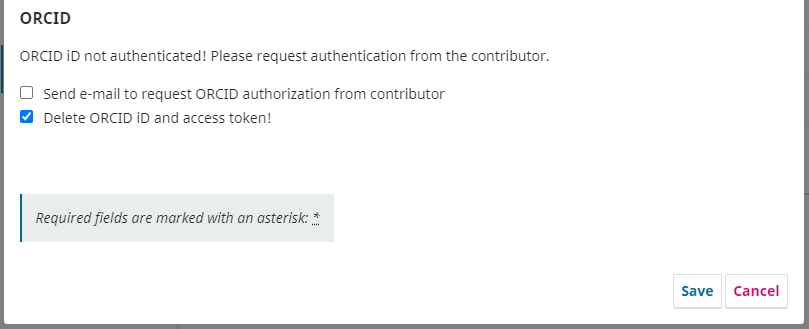 ORCID
ORCID iD not authenticated! Please request authentication from the contributor.
Send e-mail to request ORCID authorization from contributor
Delete ORCID iD and access token!
Required fields are marked with an asterisk: *
Save Cancel